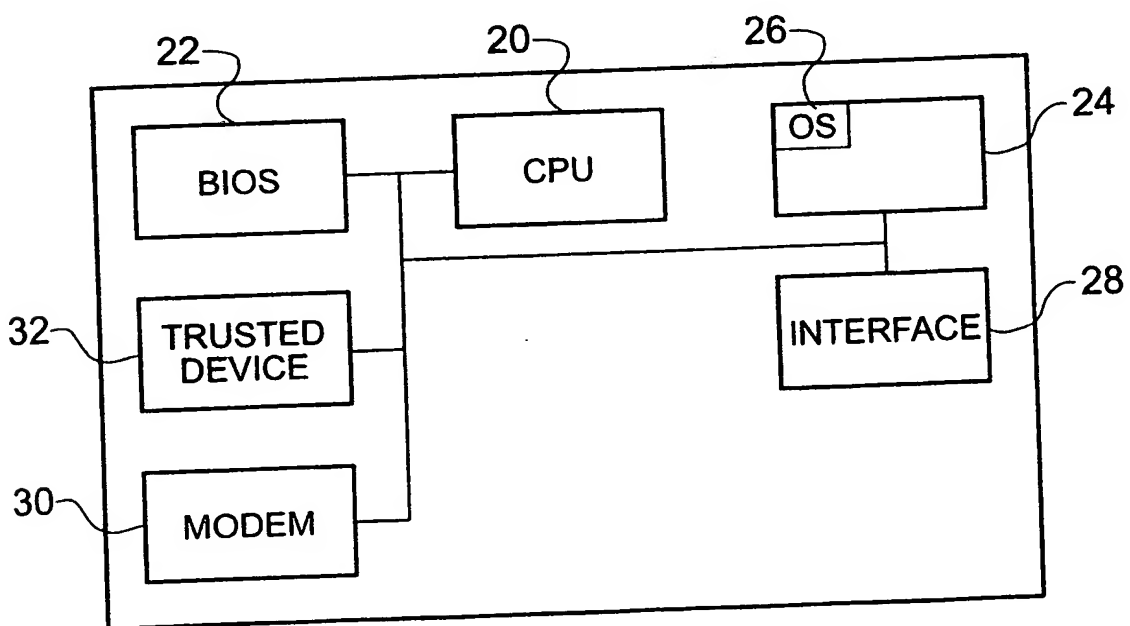 22
20
26
24
BIOS
CPU
OS
28
INTERFACE
32
TRUSTED
DEVICE
30
MODEM